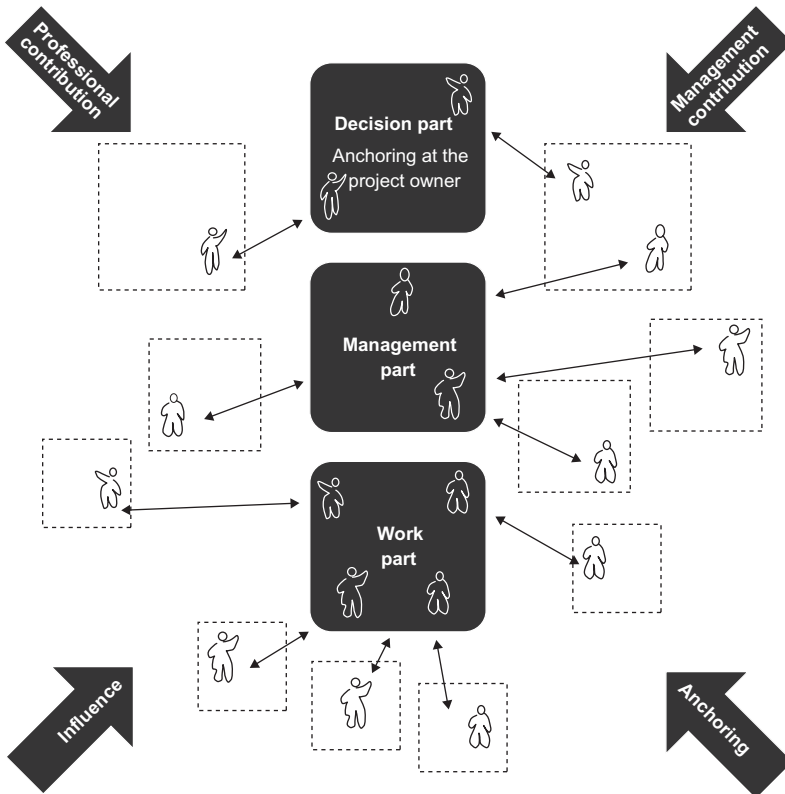 Professional
contribution
Management
contribution
Decision part
Anchoring at the
project owner
Management
part
Work
part
Influence
Anchoring